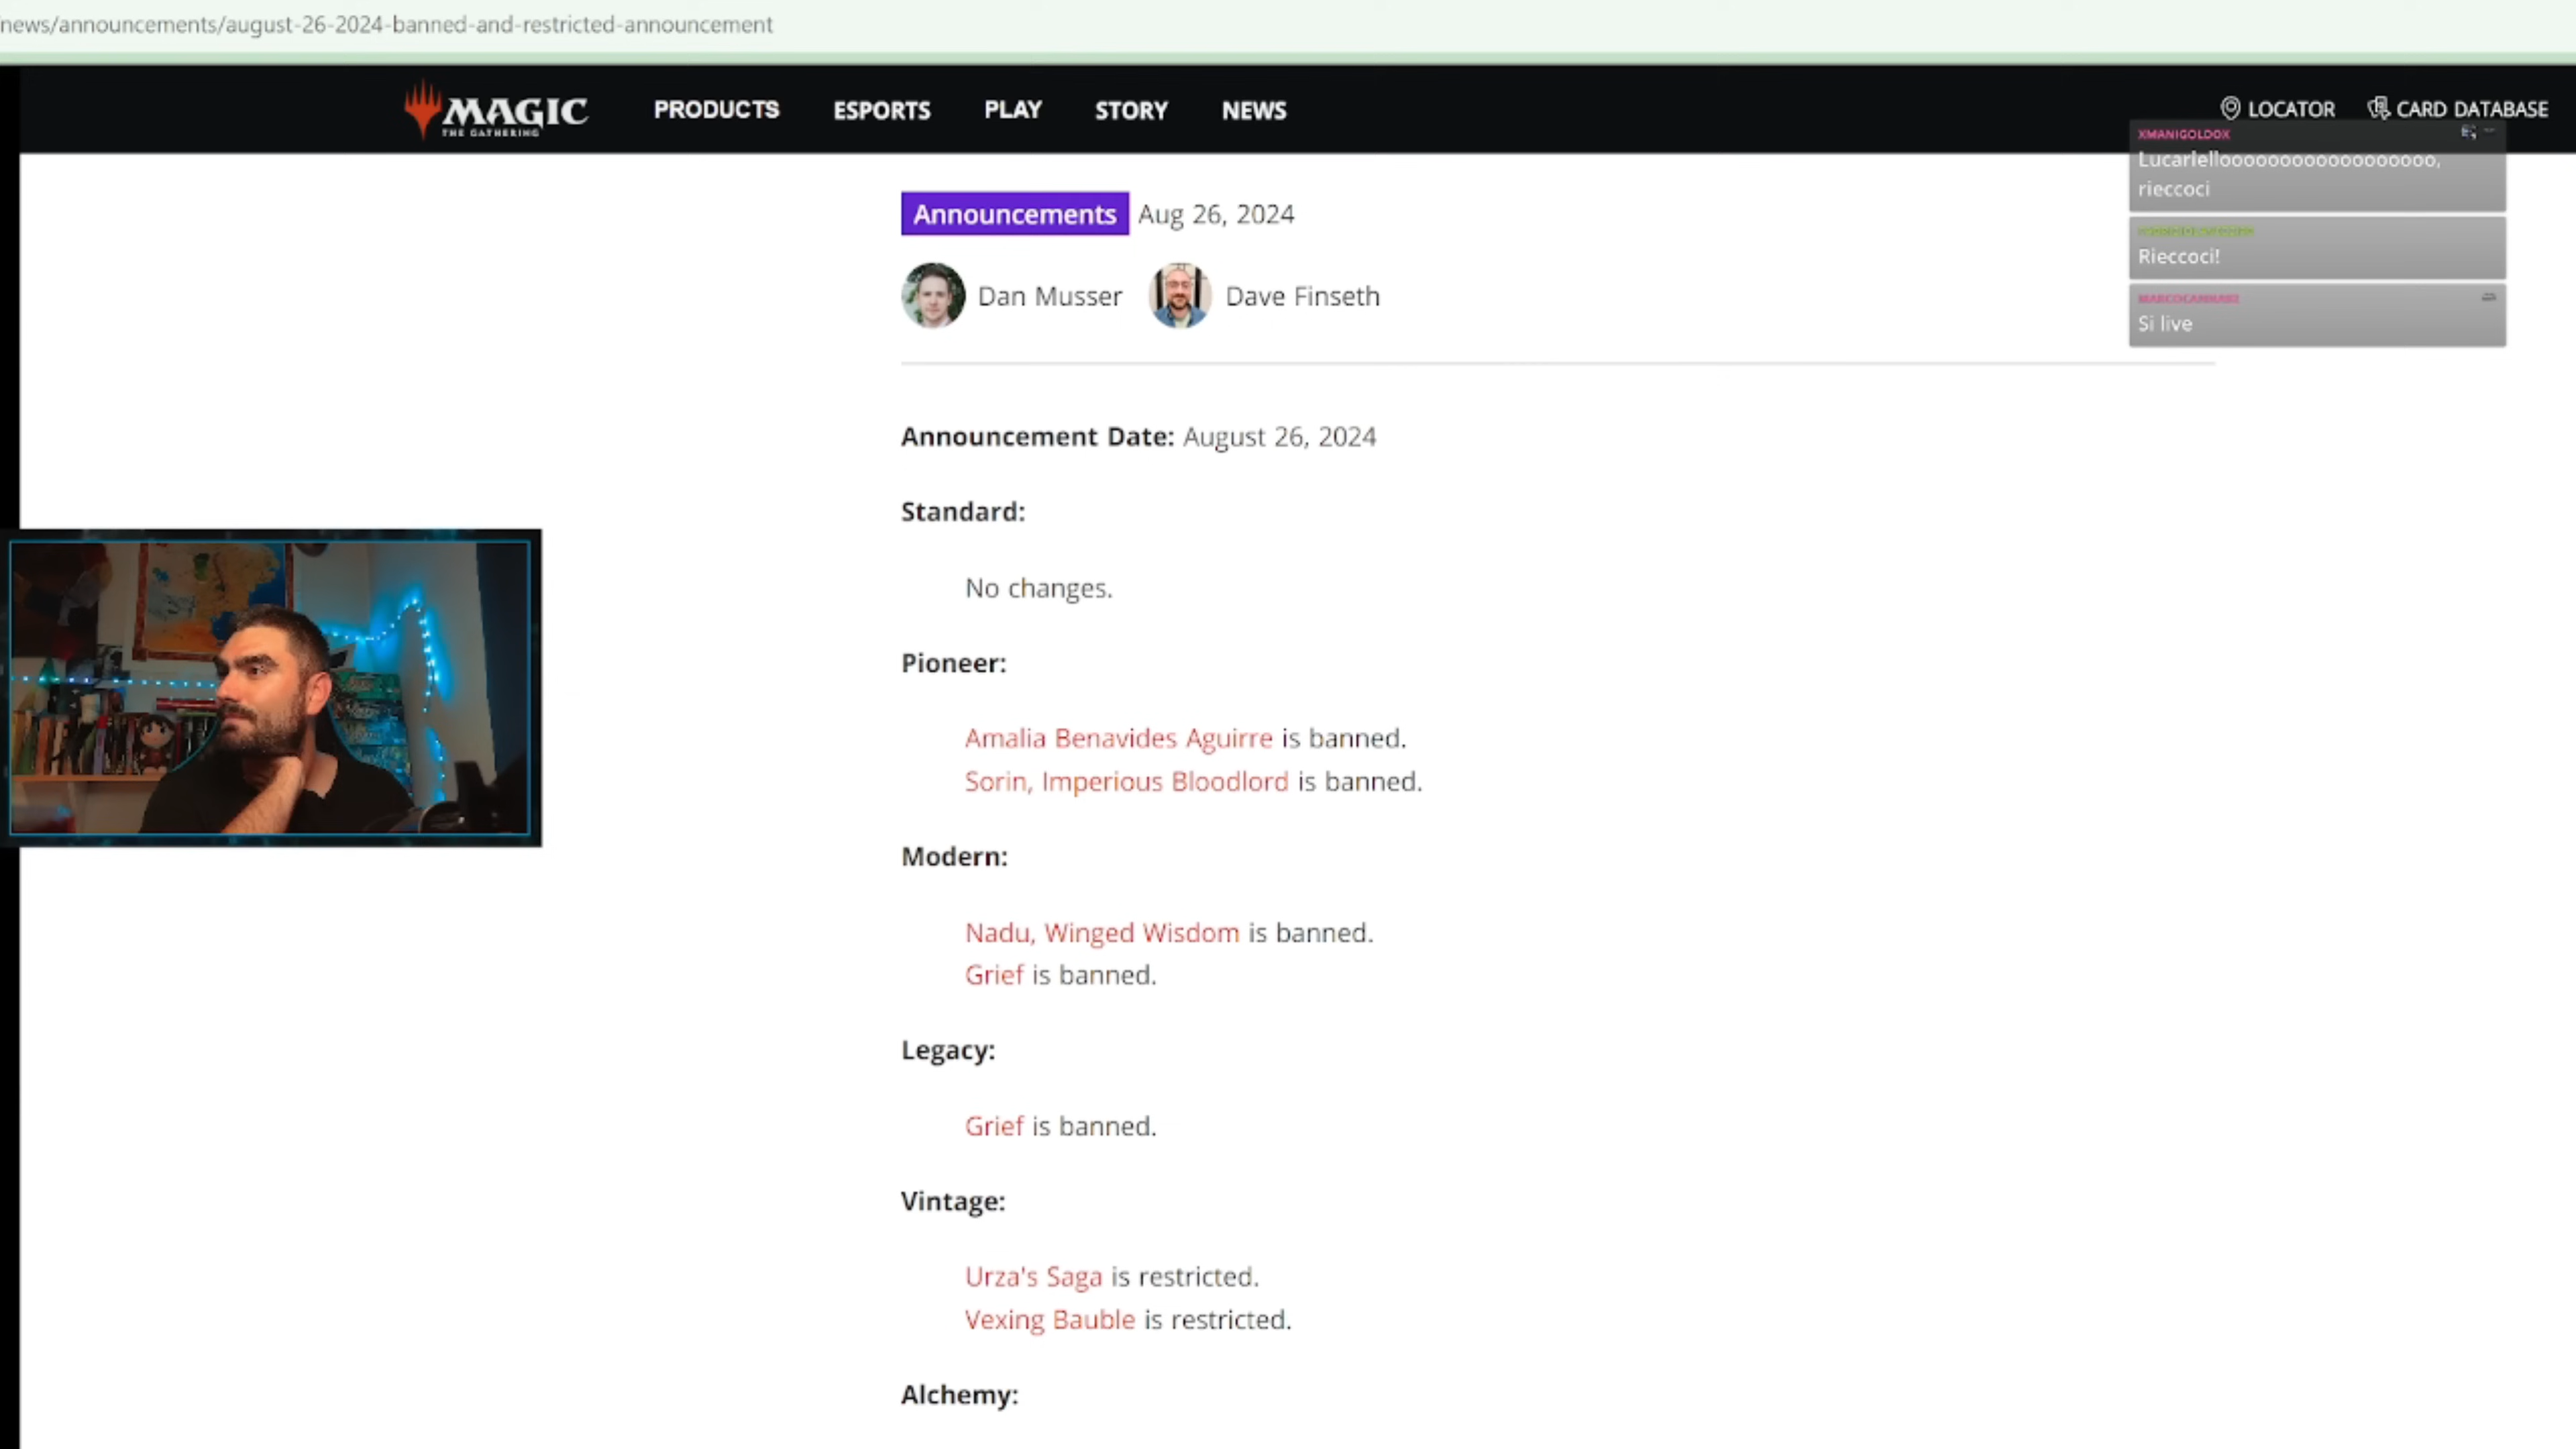 news/announcements/august-26-2024-banned-and-restricted-announcement
MAGIC
THE GATHERING
PRODUCTS
ESPORTS
PLAY
STORY
NEWS
LOCATOR
CARD DATABASE
XMANIGOLDOX
Lucarlelloooooooooooooooooo,
rieccoci
Rieccoci!
Si live
Announcements Aug 26, 2024
Dan Musser
Dave Finseth
Announcement Date: August 26, 2024
Standard:
No changes.
Pioneer:
Amalia Benavides Aguirre is banned.
Sorin, Imperious Bloodlord is banned.
Modern:
Nadu, Winged Wisdom is banned.
Grief is banned.
Legacy:
Grief is banned.
Vintage:
Urza's Saga is restricted.
Vexing Bauble is restricted.
Alchemy: